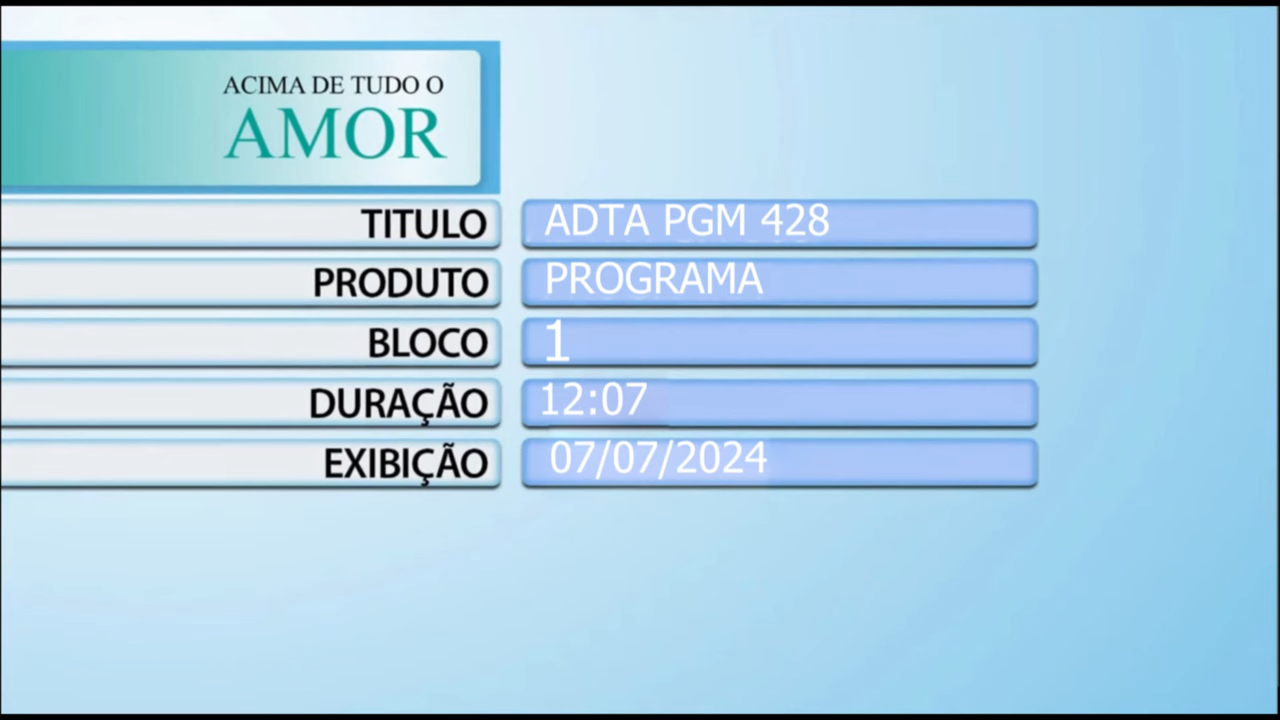 ACIMA DE TUDO O
AMOR
TITULO ADTA PGM 428
PRODUTO PROGRAMA
BLOCO 1
DURAÇÃO 12:07
EXIBIÇÃO 07/07/2024